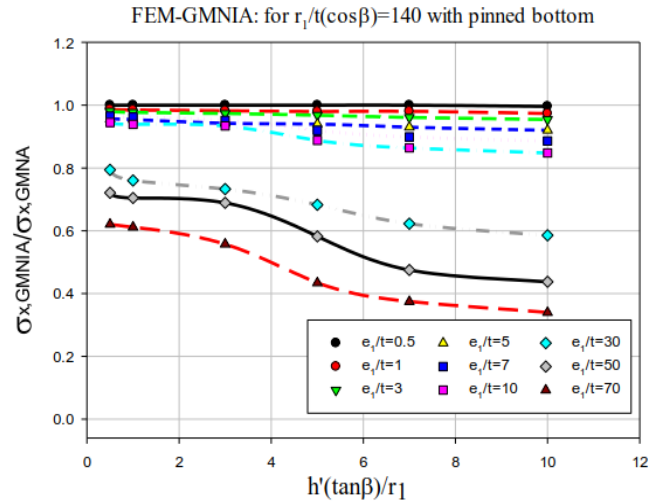 FEM-GMNIA: for r₁/t(cosβ)=140 with pinned bottom
σx,GMNIA/σx,GMNA
1.2
1.0
0.8
0.6
0.4
0.2
0.0
e₁/t=0.5 e₁/t=5 e₁/t=30
e₁/t=1 e₁/t=7 e₁/t=50
e₁/t=3 e₁/t=10 e₁/t=70
0 2 4 6 8 10 12
h'(tanβ)/r₁